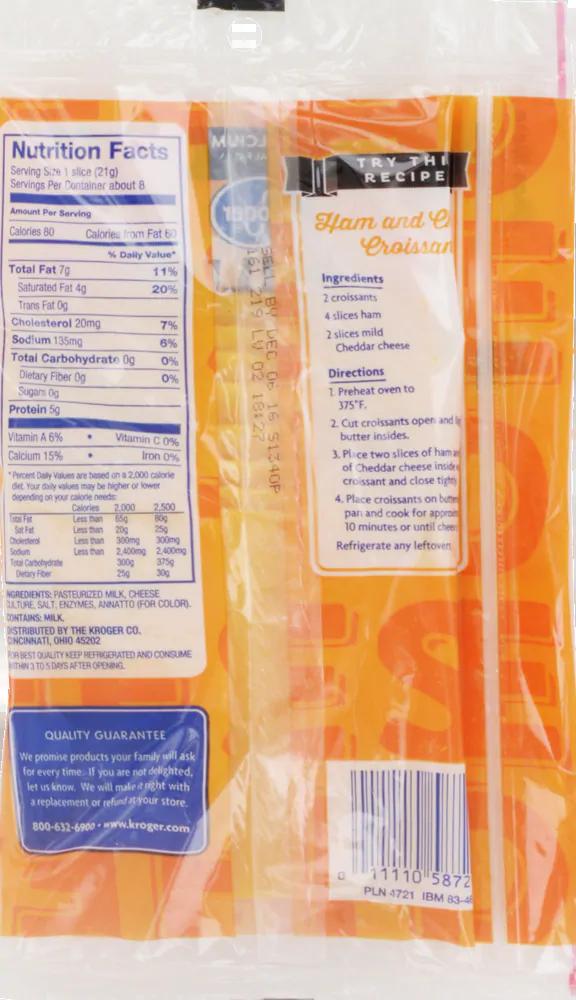 Nutrition Facts
Serving Size 1 slice (21g)
Servings Per Container about 8
Amount Per Serving
Calories 80 Calories from Fat 60
% Daily Value*
Total Fat 7g 11%
Saturated Fat 4g 20%
Trans Fat 0g
Cholesterol 20mg 7%
Sodium 135mg 6%
Total Carbohydrate 0g 0%
Dietary Fiber 0g 0%
Sugars 0g
Protein 5g
Vitamin A 6% • Vitamin C 0%
Calcium 15% • Iron 0%
*Percent Daily Values are based on a 2,000 calorie
diet. Your daily values may be higher or lower
depending on your calorie needs:
Calories 2,000 2,500
Total Fat Less than 65g 80g
Sat Fat Less than 20g 25g
Cholesterol Less than 300mg 300mg
Sodium Less than 2,400mg 2,400mg
Total Carbohydrate 300g 375g
Dietary Fiber 25g 30g
INGREDIENTS: PASTEURIZED MILK, CHEESE
ULTURE, SALT, ENZYMES, ANNATTO (FOR COLOR).
CONTAINS: MILK.
DISTRIBUTED BY THE KROGER CO.
CINCINNATI, OHIO 45202
FOR BEST QUALITY KEEP REFRIGERATED AND CONSUME
WITHIN 3 TO 5 DAYS AFTER OPENING.
QUALITY GUARANTEE
We promise products your family will ask
for every time. If you are not delighted,
let us know. We will make it right with
a replacement or refund at your store.
800-632-6900 • www.kroger.com
SELL BY DEC 06 16 S1340P
161 219 LV 02 18:27
TRY THI
RECIPE
Ham and C
Croissan
Ingredients
2 croissants
4 slices ham
2 slices mild
Cheddar cheese
Directions
1. Preheat oven to
375°F.
2. Cut croissants open and
butter insides.
3. Place two slices of ham
of Cheddar cheese inside
croissant and close tight
4. Place croissants on
pan and cook for
10 minutes or until
Refrigerate any leftover
0 11110 5872
PLN 4721 IBM 83-4